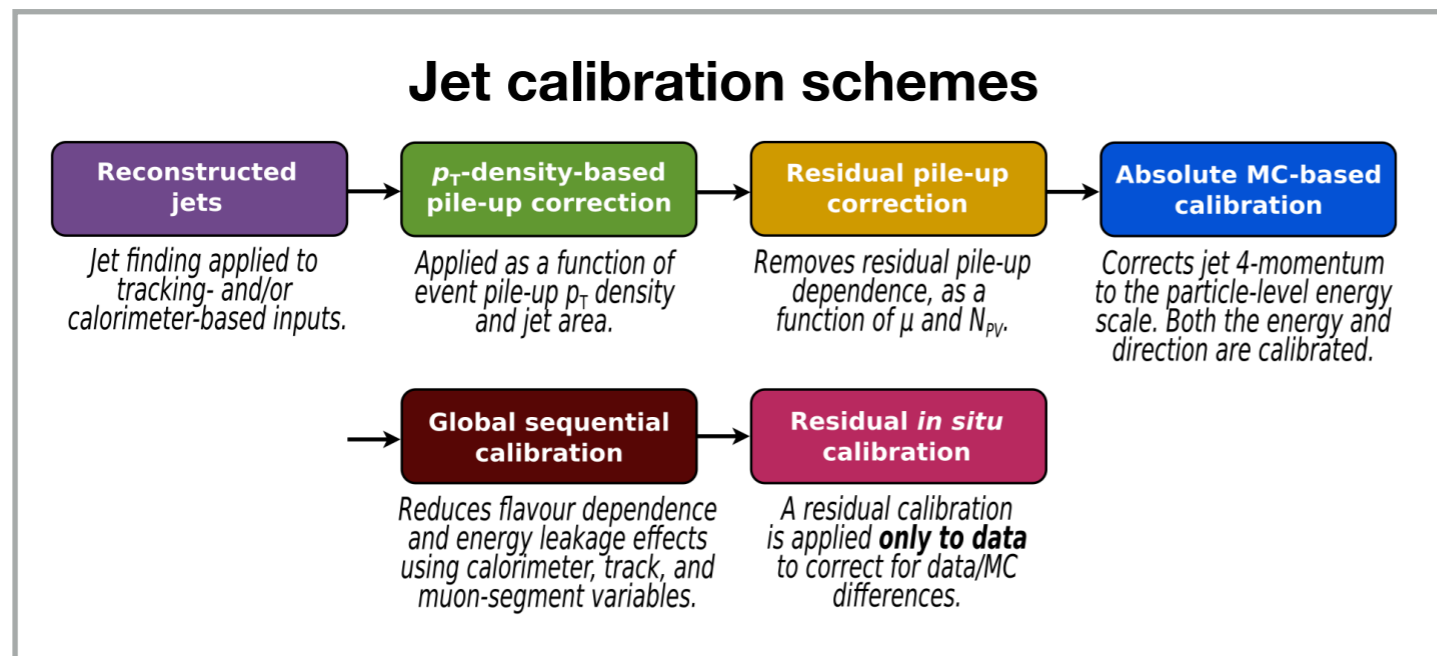 Jet calibration schemes
Reconstructed
jets
Jet finding applied to
tracking- and/or
calorimeter-based inputs.
pT-density-based
pile-up correction
Applied as a function of
event pile-up pT density
and jet area.
Residual pile-up
correction
Removes residual pile-up
dependence, as a
function of µ and NPV.
Absolute MC-based
calibration
Corrects jet 4-momentum
to the particle-level energy
scale. Both the energy and
direction are calibrated.
Global sequential
calibration
Reduces flavour dependence
and energy leakage effects
using calorimeter, track, and
muon-segment variables.
Residual in situ
calibration
A residual calibration
is applied only to data
to correct for data/MC
differences.